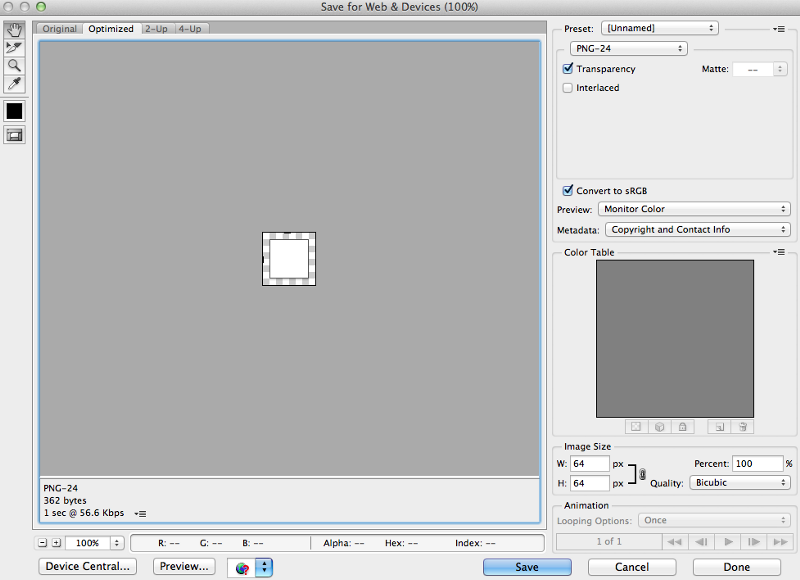 Save for Web & Devices (100%)
Original Optimized 2-Up 4-Up
Preset: [Unnamed]
PNG-24
Transparency Matte: --
Interlaced
Convert to sRGB
Preview: Monitor Color
Metadata: Copyright and Contact Info
Color Table
Image Size
W: 64 px Percent: 100 %
H: 64 px Quality: Bicubic
Animation
Looping Options: Once
1 of 1
PNG-24
362 bytes
1 sec @ 56.6 Kbps
100% R: -- G: -- B: -- Alpha: -- Hex: -- Index: --
Device Central... Preview... Save Cancel Done